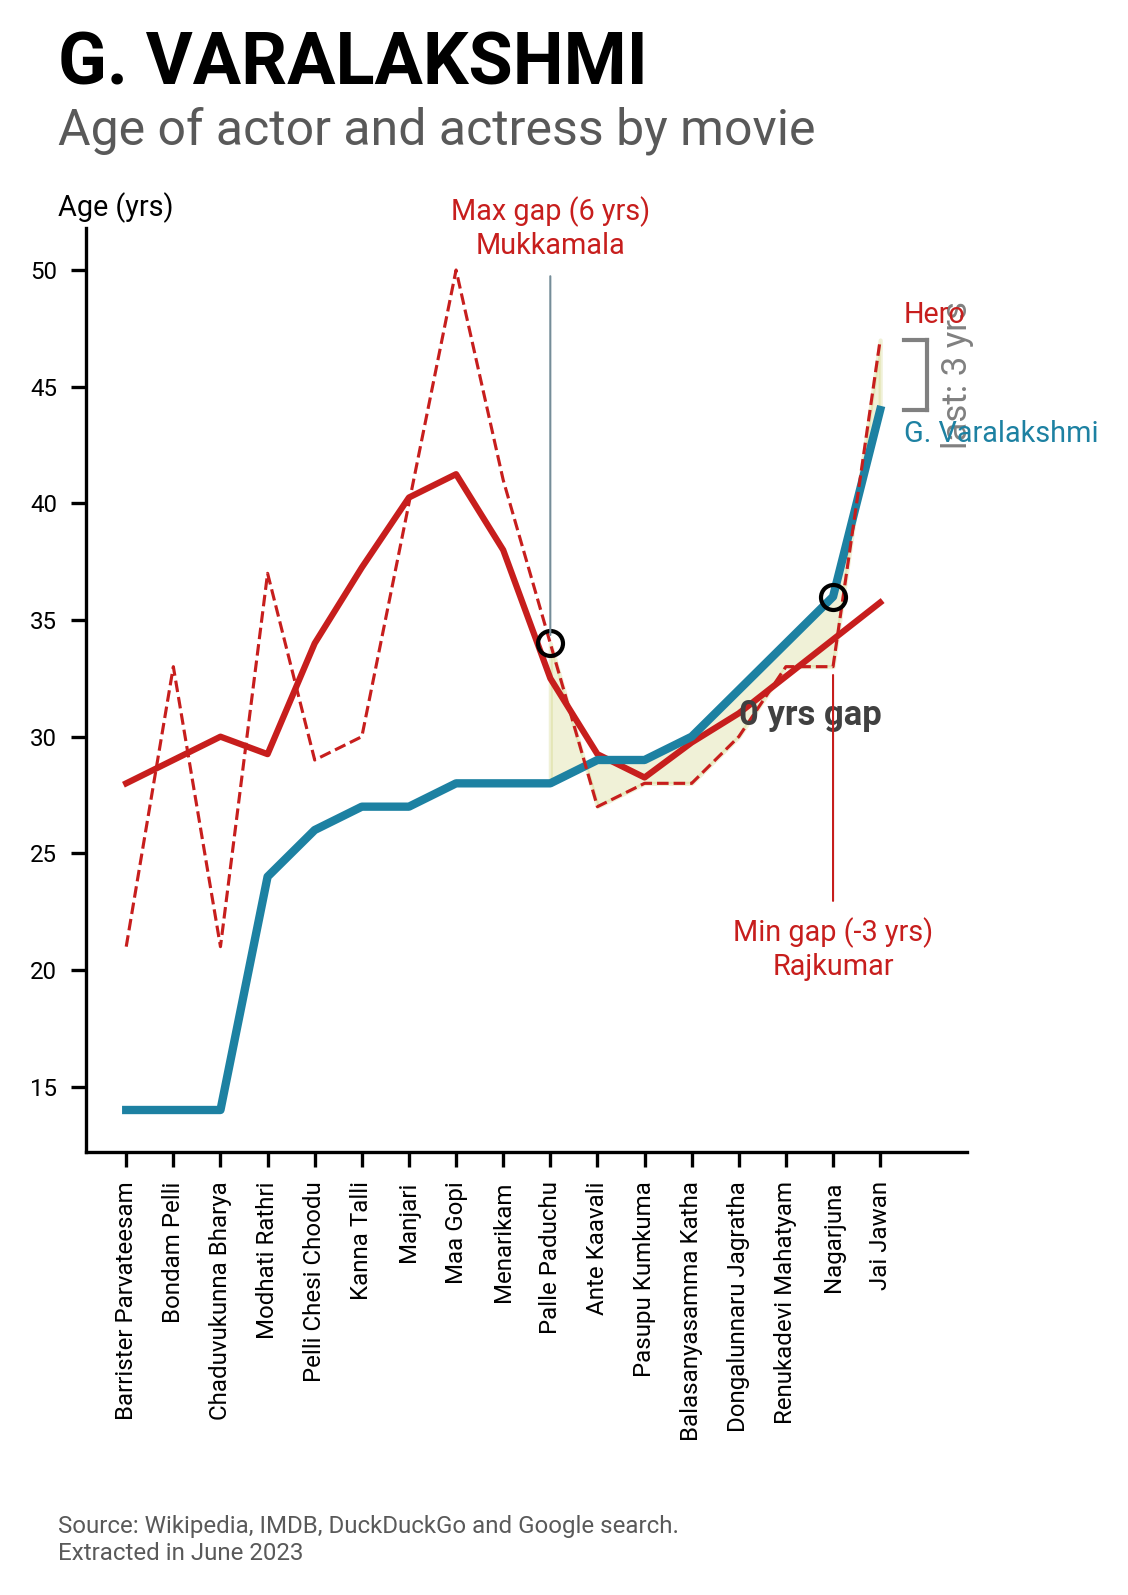 G. VARALAKSHMI
Age of actor and actress by movie
Age (yrs)
Max gap (6 yrs)
Mukkamala
50
45
40
35
30
25
20
15
Hero
last: 3 yrs
G. Varalakshmi
0 yrs gap
Min gap (-3 yrs)
Rajkumar
Barrister Parvateesam
Bondam Pelli
Chaduvukunna Bharya
Modhati Rathri
Pelli Chesi Choodu
Kanna Talli
Manjari
Maa Gopi
Menarikam
Palle Paduchu
Ante Kaavali
Pasupu Kumkuma
Balasanyasamma Katha
Dongalunnaru Jagratha
Renukadevi Mahatyam
Nagarjuna
Jai Jawan
Source: Wikipedia, IMDB, DuckDuckGo and Google search.
Extracted in June 2023